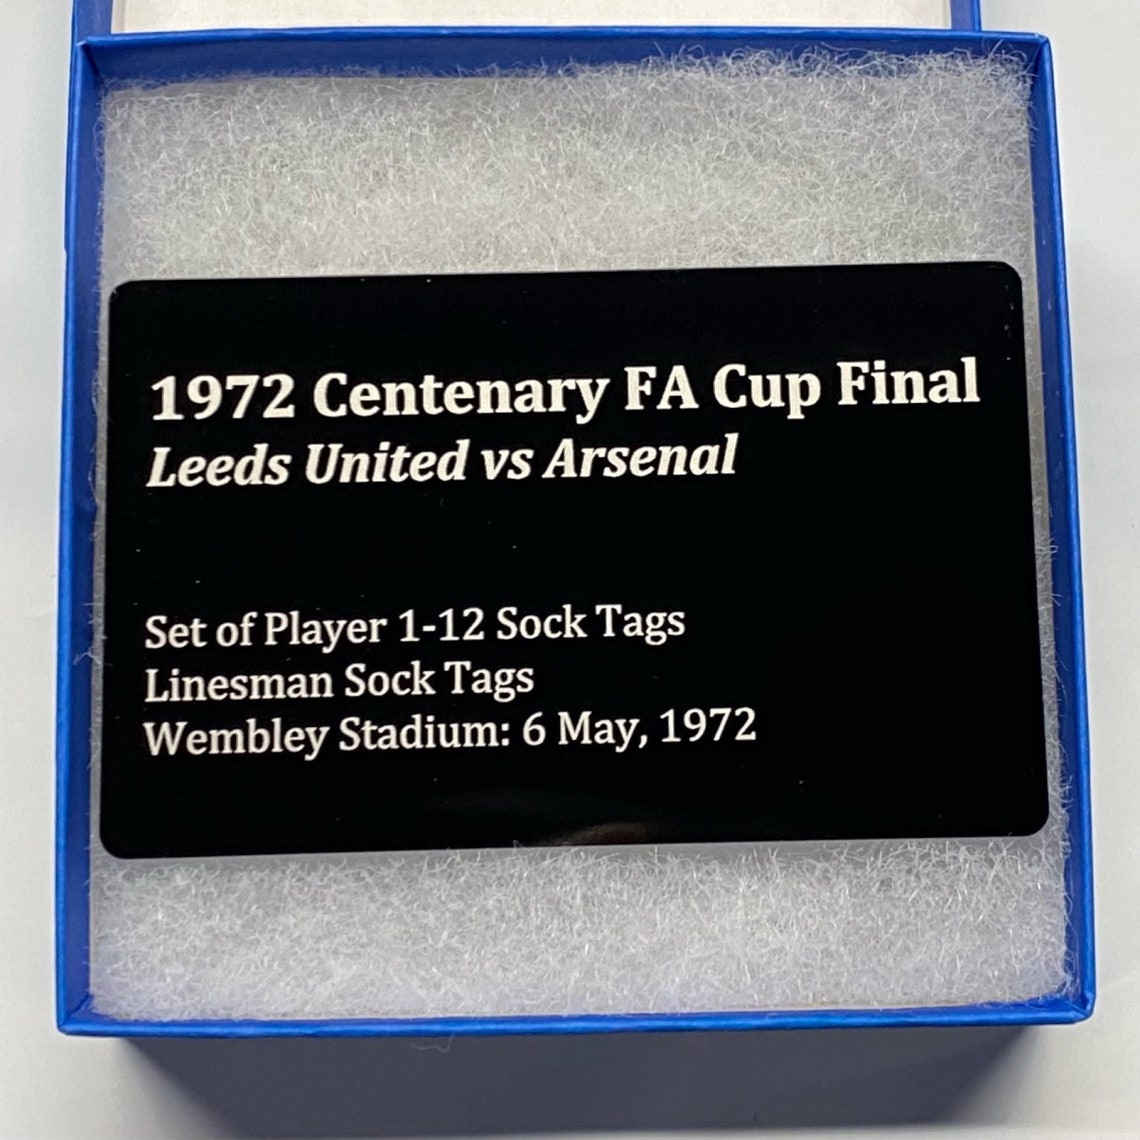 1972 Centenary FA Cup Final
Leeds United vs Arsenal
Set of Player 1-12 Sock Tags
Linesman Sock Tags
Wembley Stadium: 6 May, 1972